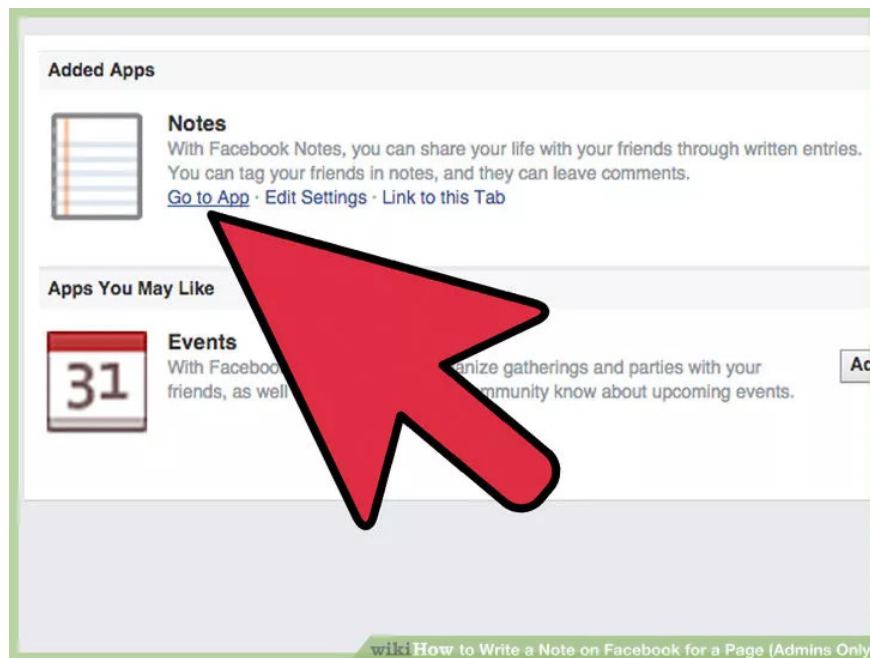 Added Apps
Notes
With Facebook Notes, you can share your life with your friends through written entries.
You can tag your friends in notes, and they can leave comments.
Go to App · Edit Settings · Link to this Tab
Apps You May Like
Events
31
With Faceboo anize gatherings and parties with your
Ad
friends, as well mmunity know about upcoming events.
wikiHow to Write a Note on Facebook for a Page (Admins Only